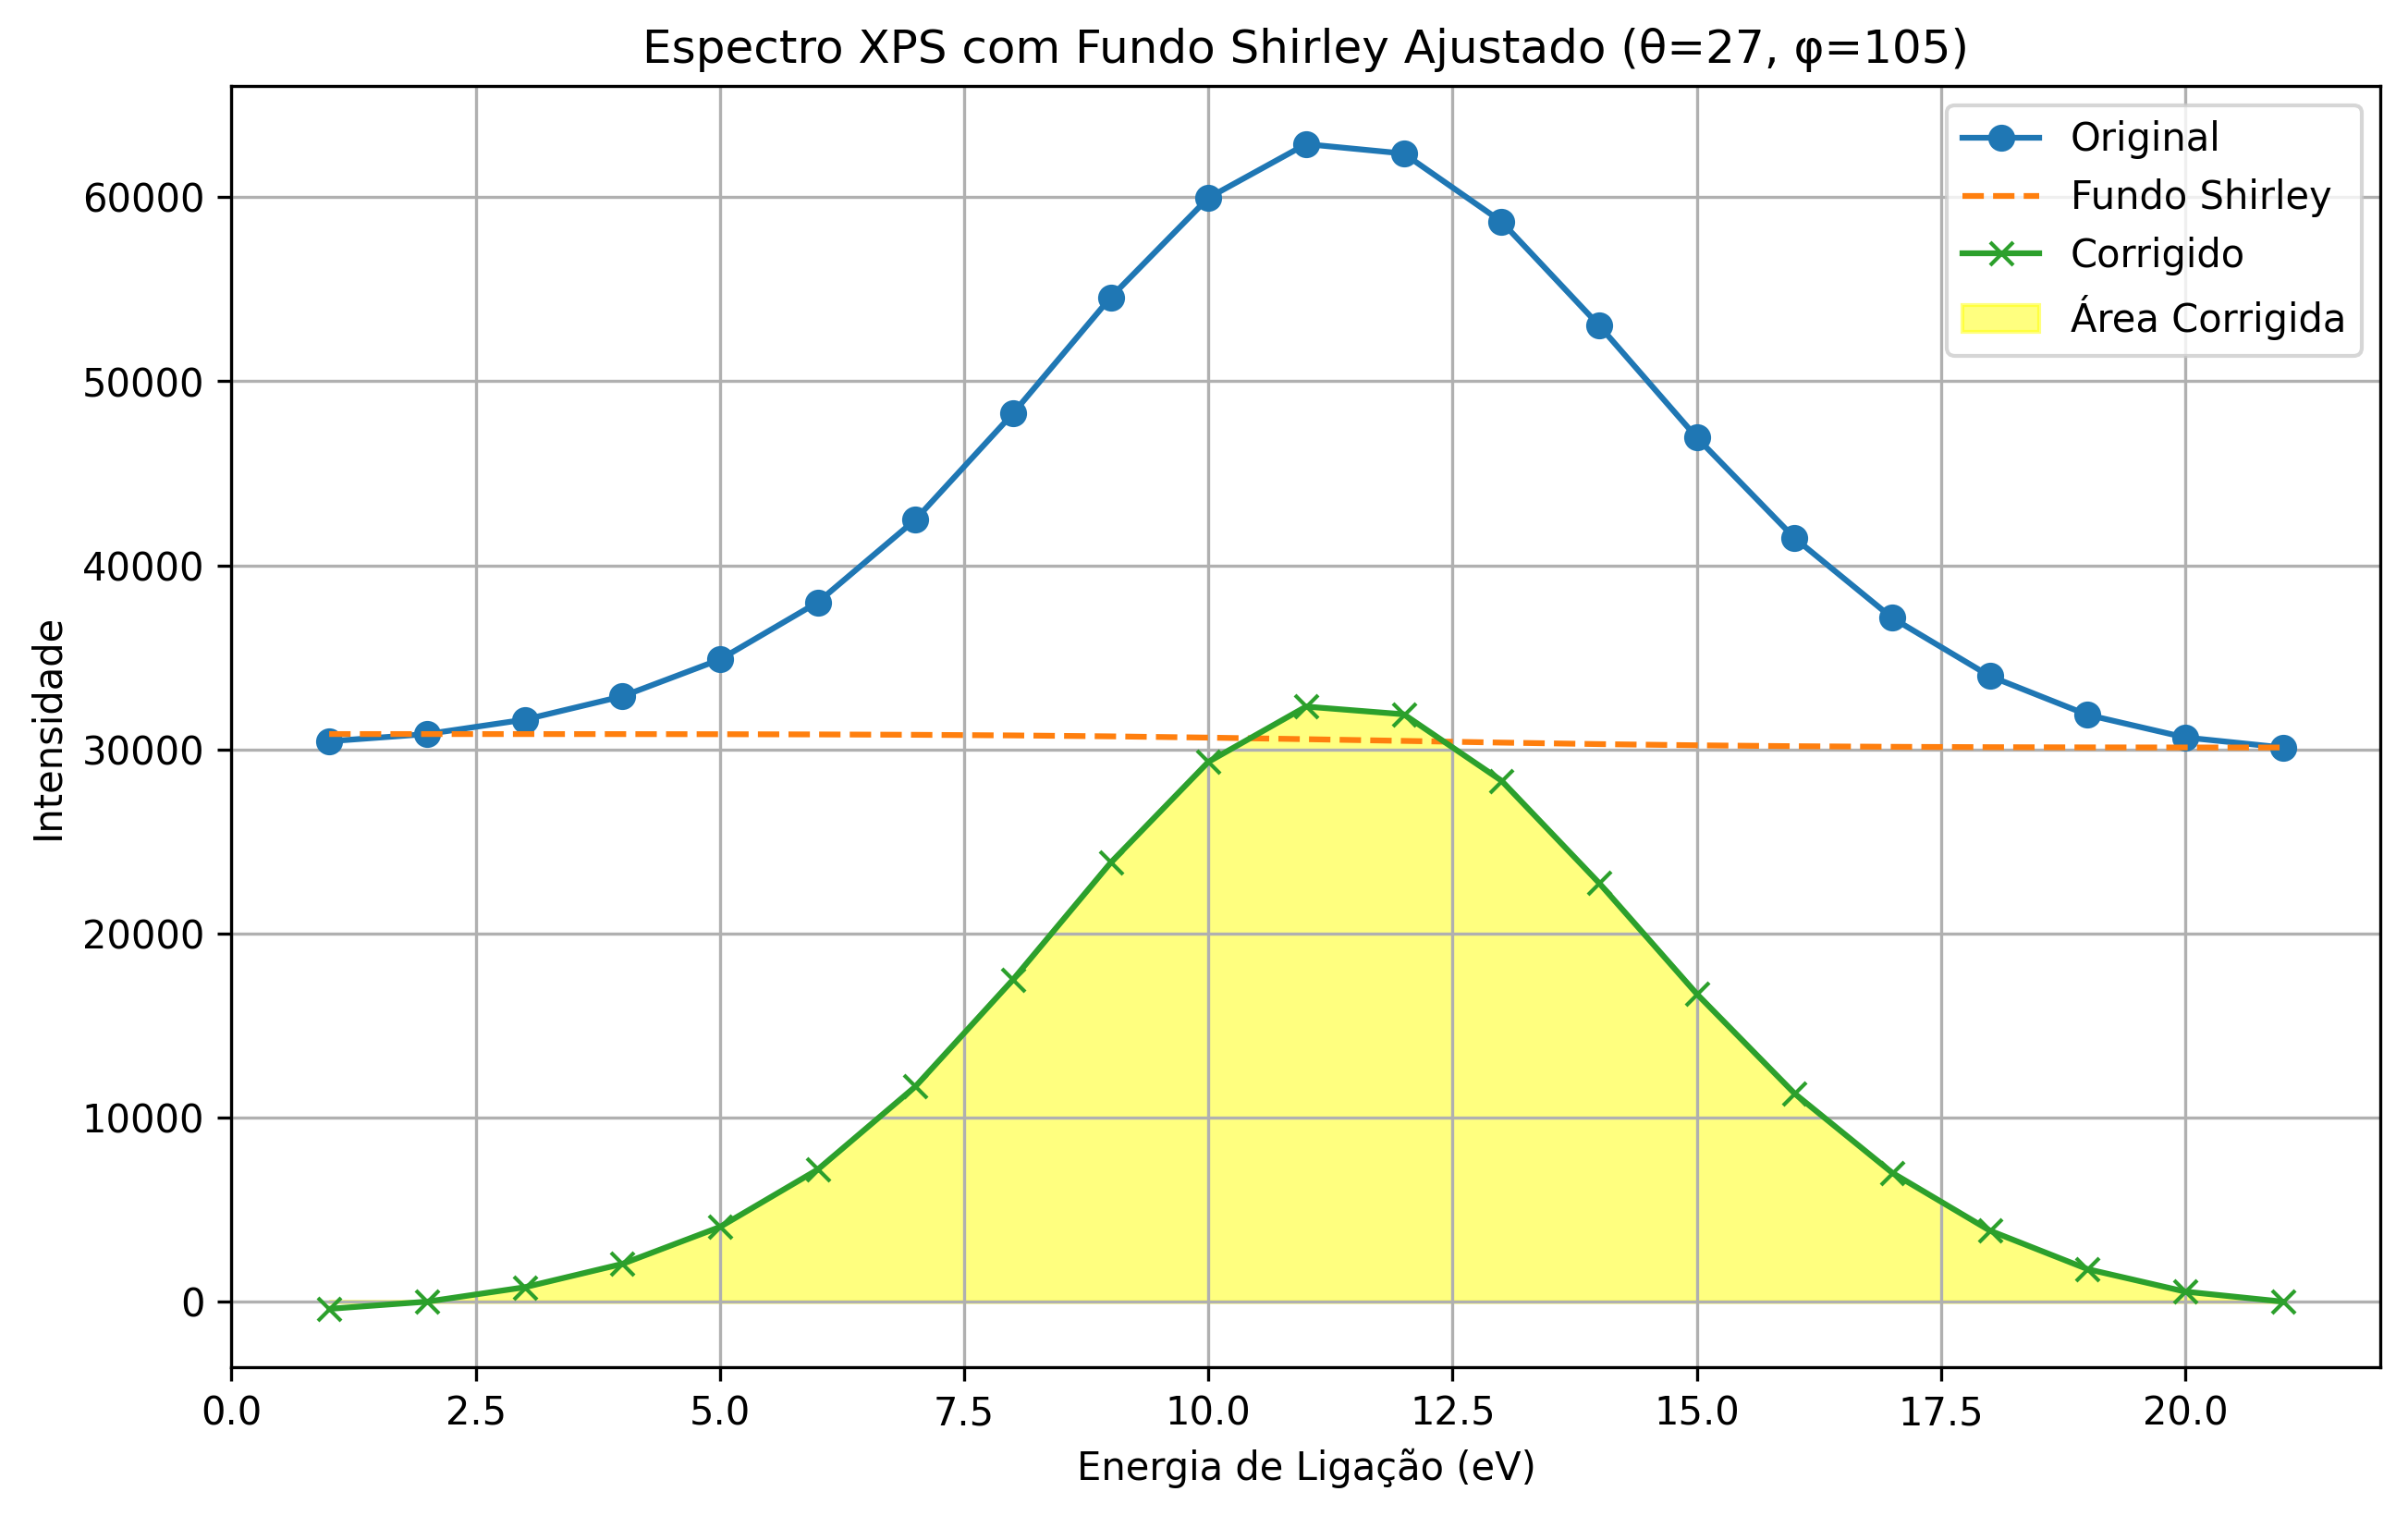 Espectro XPS com Fundo Shirley Ajustado (θ=27, φ=105)
Original
Fundo Shirley
Corrigido
Área Corrigida
Intensidade
60000
50000
40000
30000
20000
10000
0
0.0 2.5 5.0 7.5 10.0 12.5 15.0 17.5 20.0
Energia de Ligação (eV)